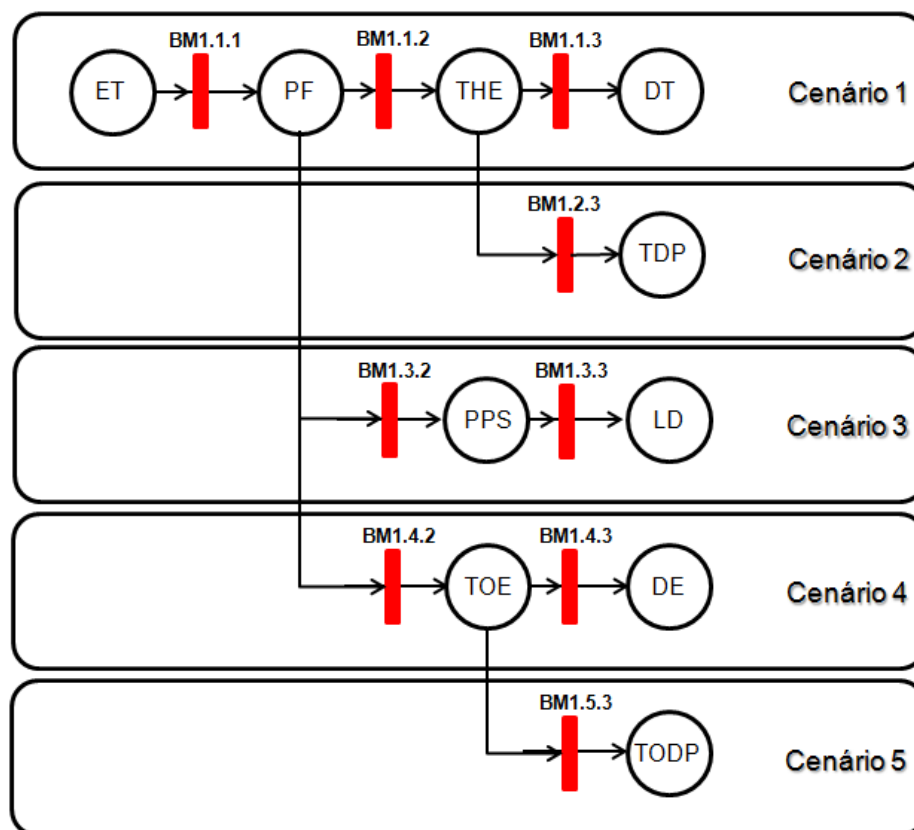 BM1.1.1 BM1.1.2 BM1.1.3
ET PF THE DT Cenário 1
BM1.2.3
TDP Cenário 2
BM1.3.2 BM1.3.3
PPS LD Cenário 3
BM1.4.2 BM1.4.3
TOE DE Cenário 4
BM1.5.3
TODP Cenário 5